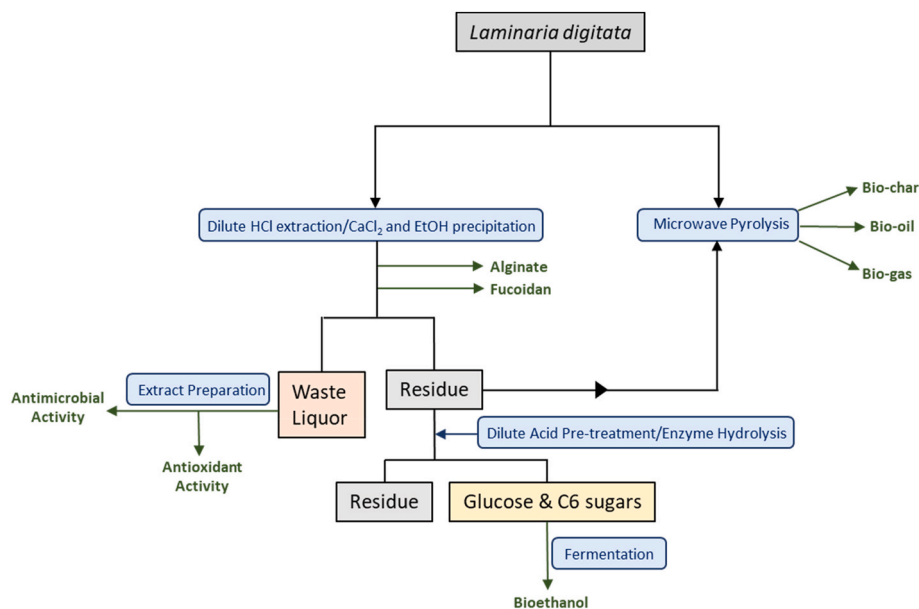 Laminaria digitata
Dilute HCl extraction/CaCl₂ and EtOH precipitation
Microwave Pyrolysis
Bio-char
Bio-oil
Bio-gas
Alginate
Fucoidan
Extract Preparation
Waste
Liquor
Residue
Antimicrobial
Activity
Antioxidant
Activity
Dilute Acid Pre-treatment/Enzyme Hydrolysis
Residue
Glucose & C6 sugars
Fermentation
Bioethanol